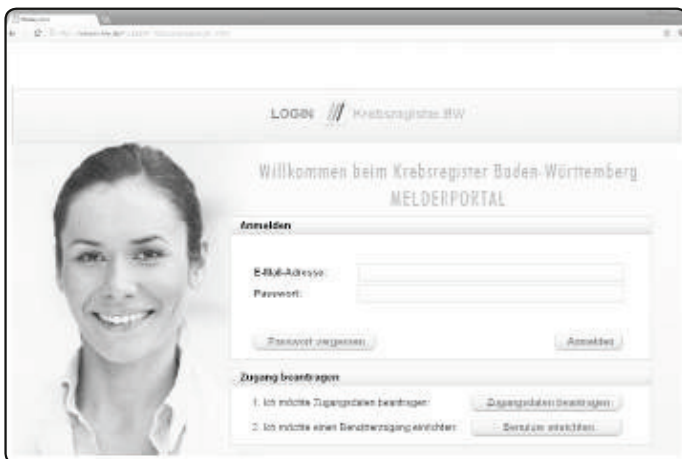 LOGIN Krebsregister BW
Willkommen beim Krebsregister Baden-Württemberg
MELDERPORTAL
Anmelden
E-Mail-Adresse:
Passwort:
Passwort vergessen Anmelden
Zugang beantragen
1. Ich möchte Zugangsdaten beantragen: Zugangsdaten beantragen
2. Ich möchte einen Benutzerzugang einrichten: Benutzer einrichten